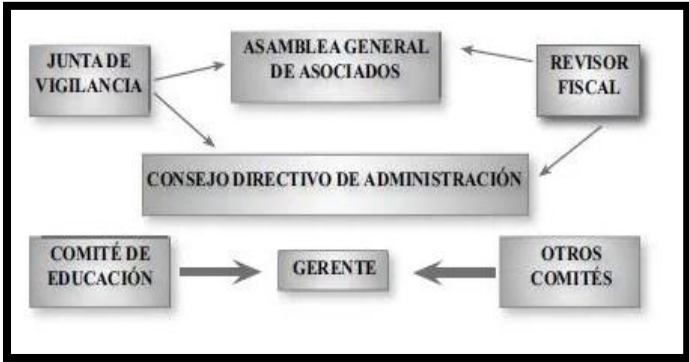 JUNTA DE
VIGILANCIA
ASAMBLEA GENERAL
DE ASOCIADOS
REVISOR
FISCAL
CONSEJO DIRECTIVO DE ADMINISTRACIÓN
COMITÉ DE
EDUCACIÓN
GERENTE
OTROS
COMITÉS